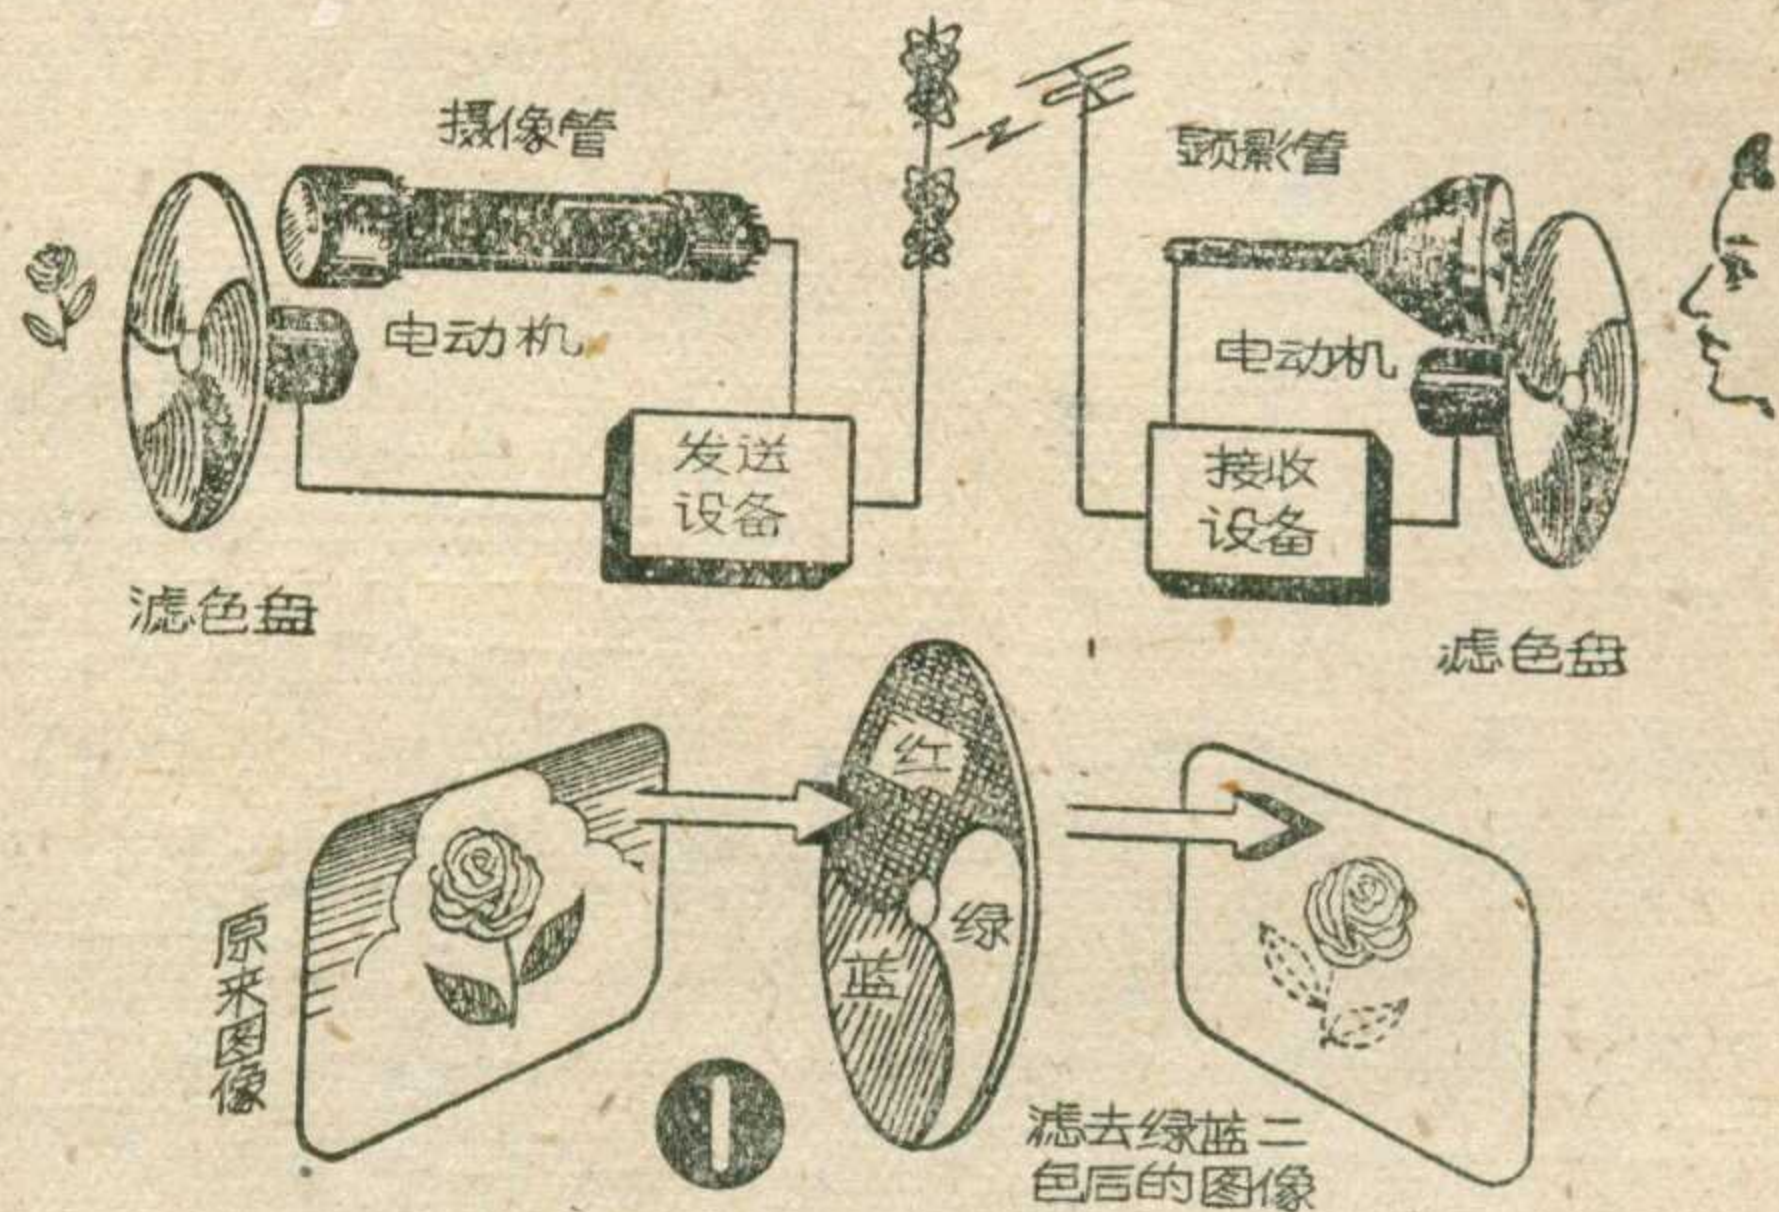 摄像管
显影管
电动机
电动机
发送
设备
接收
设备
滤色盘
滤色盘
红
绿
蓝
原来图像
1
滤去绿蓝二
色后的图像